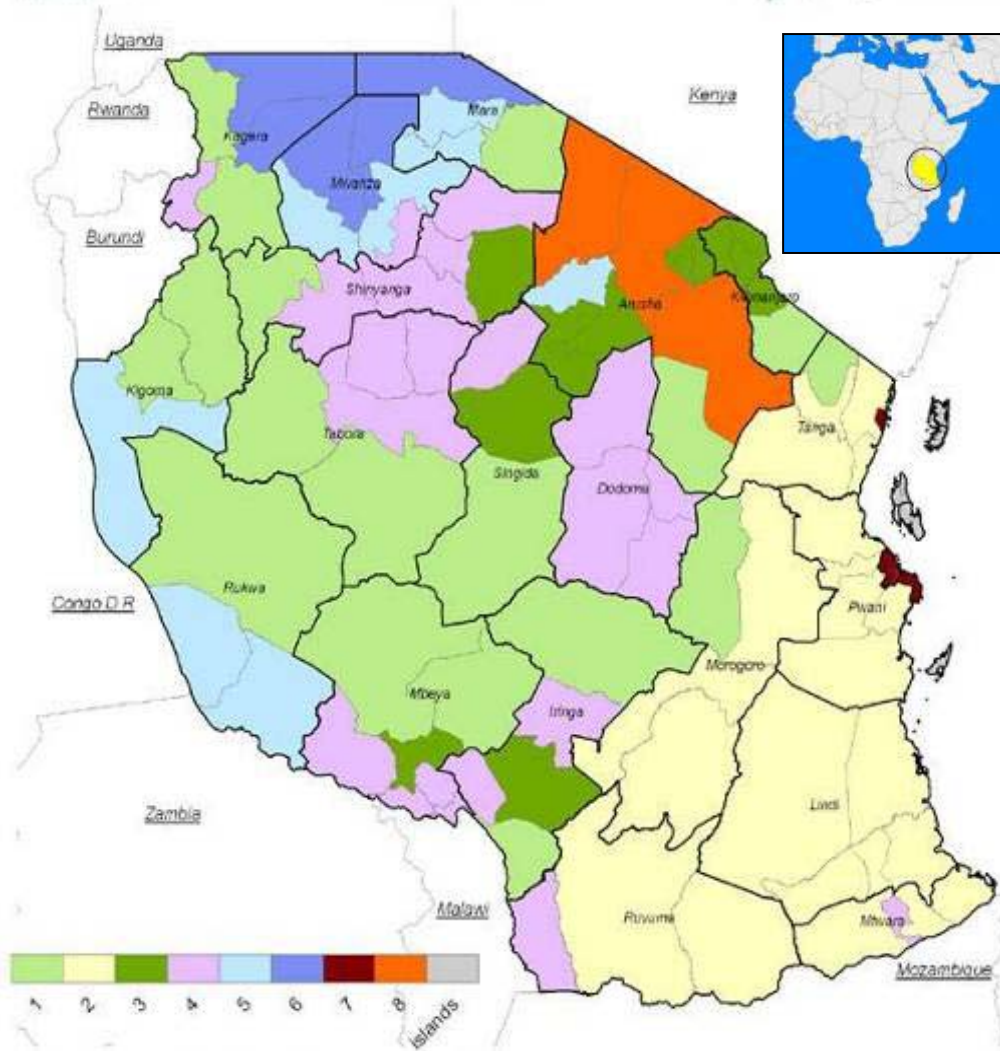 Uganda
Rwanda
Kenya
Mara
Kagera
Mwanza
Burundi
Shinyanga
Arusha
Kilimanjaro
Kigoma
Tabora
Tanga
Singida
Dodoma
Rukwa
Congo D R
Pwani
Morogoro
Mbeya
Iringa
Zambia
Lindi
Malawi
Ruvuma
Mtwara
Mozambique
1 2 3 4 5 6 7 8 islands